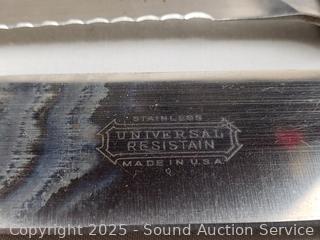 STAINLESS
UNIVERSAL
RESISTAIN
MADE IN U.S.A.
Copyright 2025 - Sound Auction Service